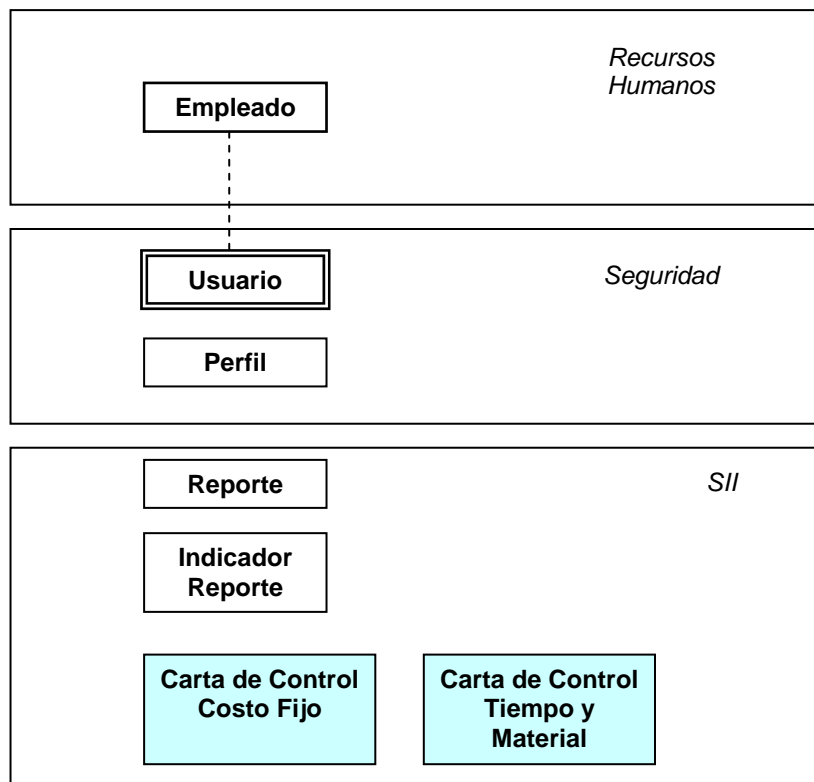 Recursos
Humanos
Empleado
Usuario
Seguridad
Perfil
Reporte
SII
Indicador
Reporte
Carta de Control
Costo Fijo
Carta de Control
Tiempo y
Material